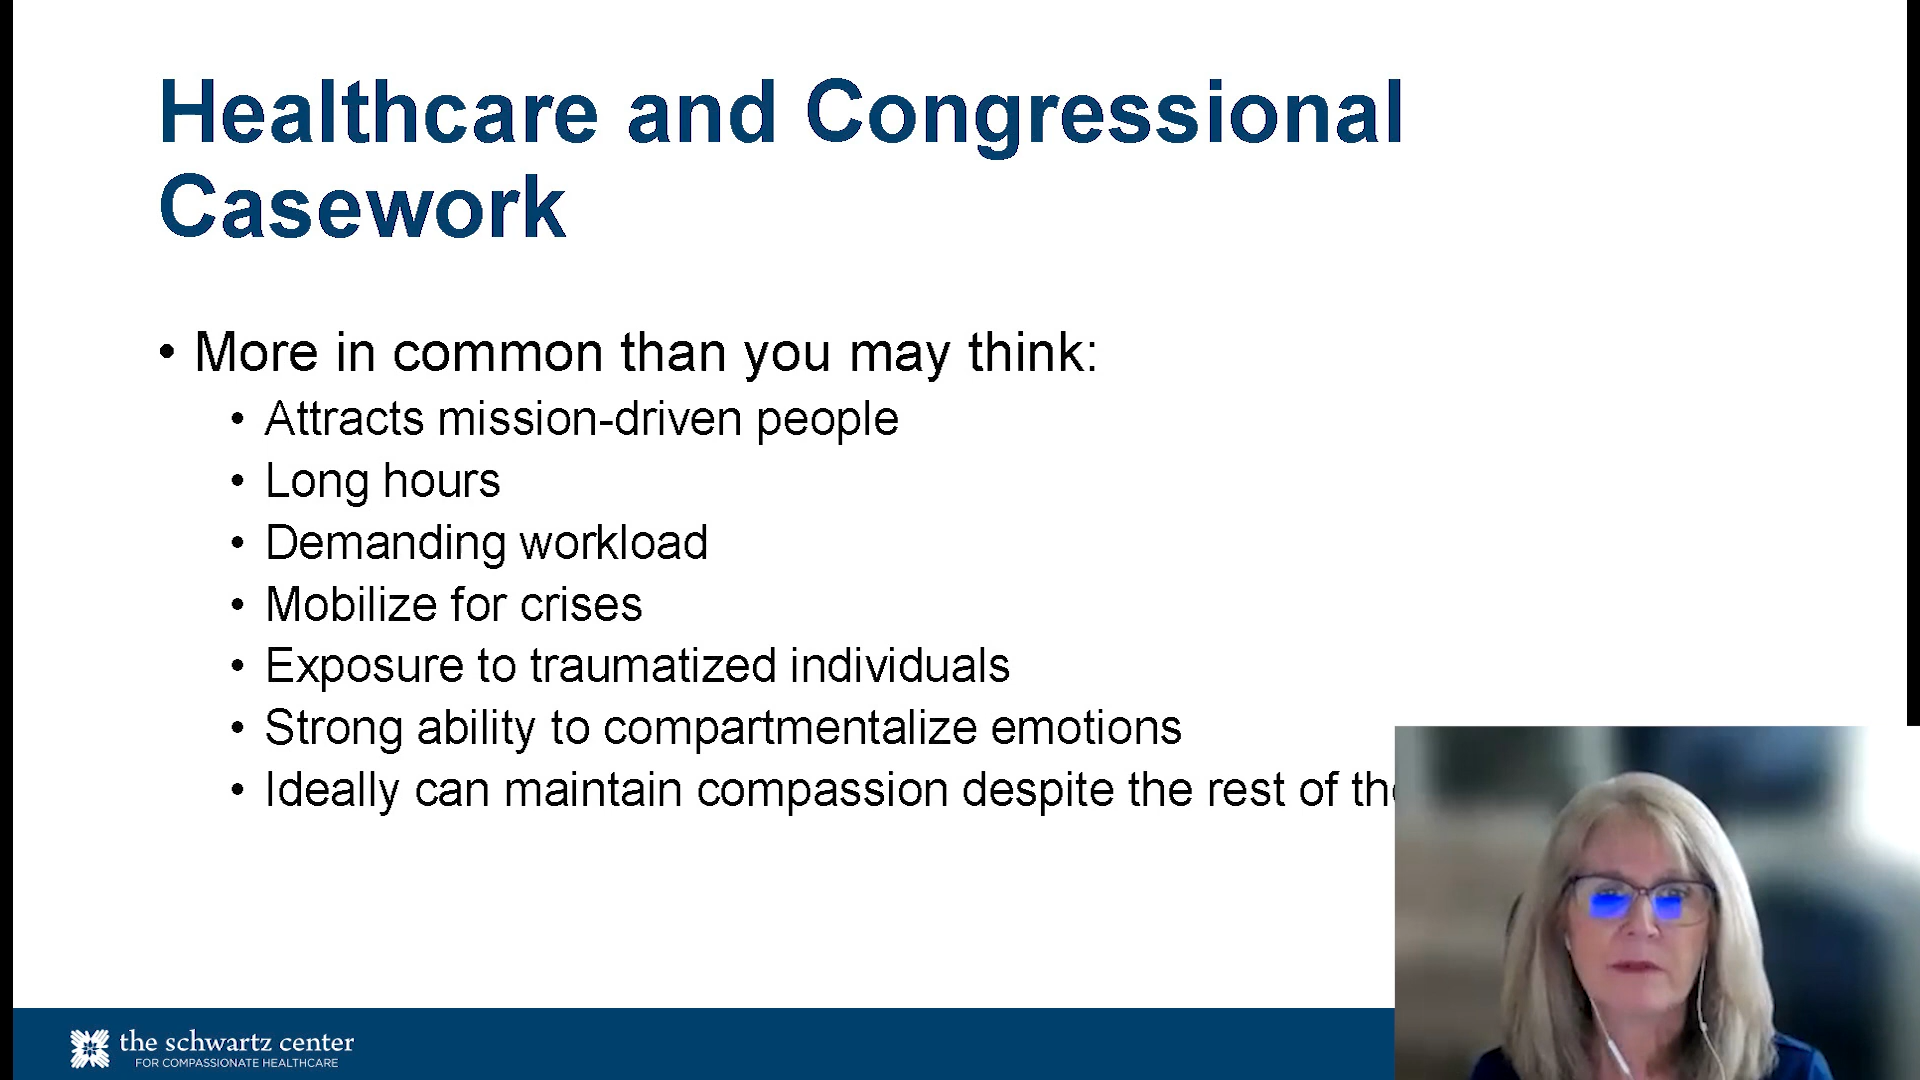 Healthcare and Congressional
Casework
• More in common than you may think:
• Attracts mission-driven people
• Long hours
• Demanding workload
• Mobilize for crises
• Exposure to traumatized individuals
• Strong ability to compartmentalize emotions
• Ideally can maintain compassion despite the rest of
the schwartz center
FOR COMPASSIONATE HEALTHCARE